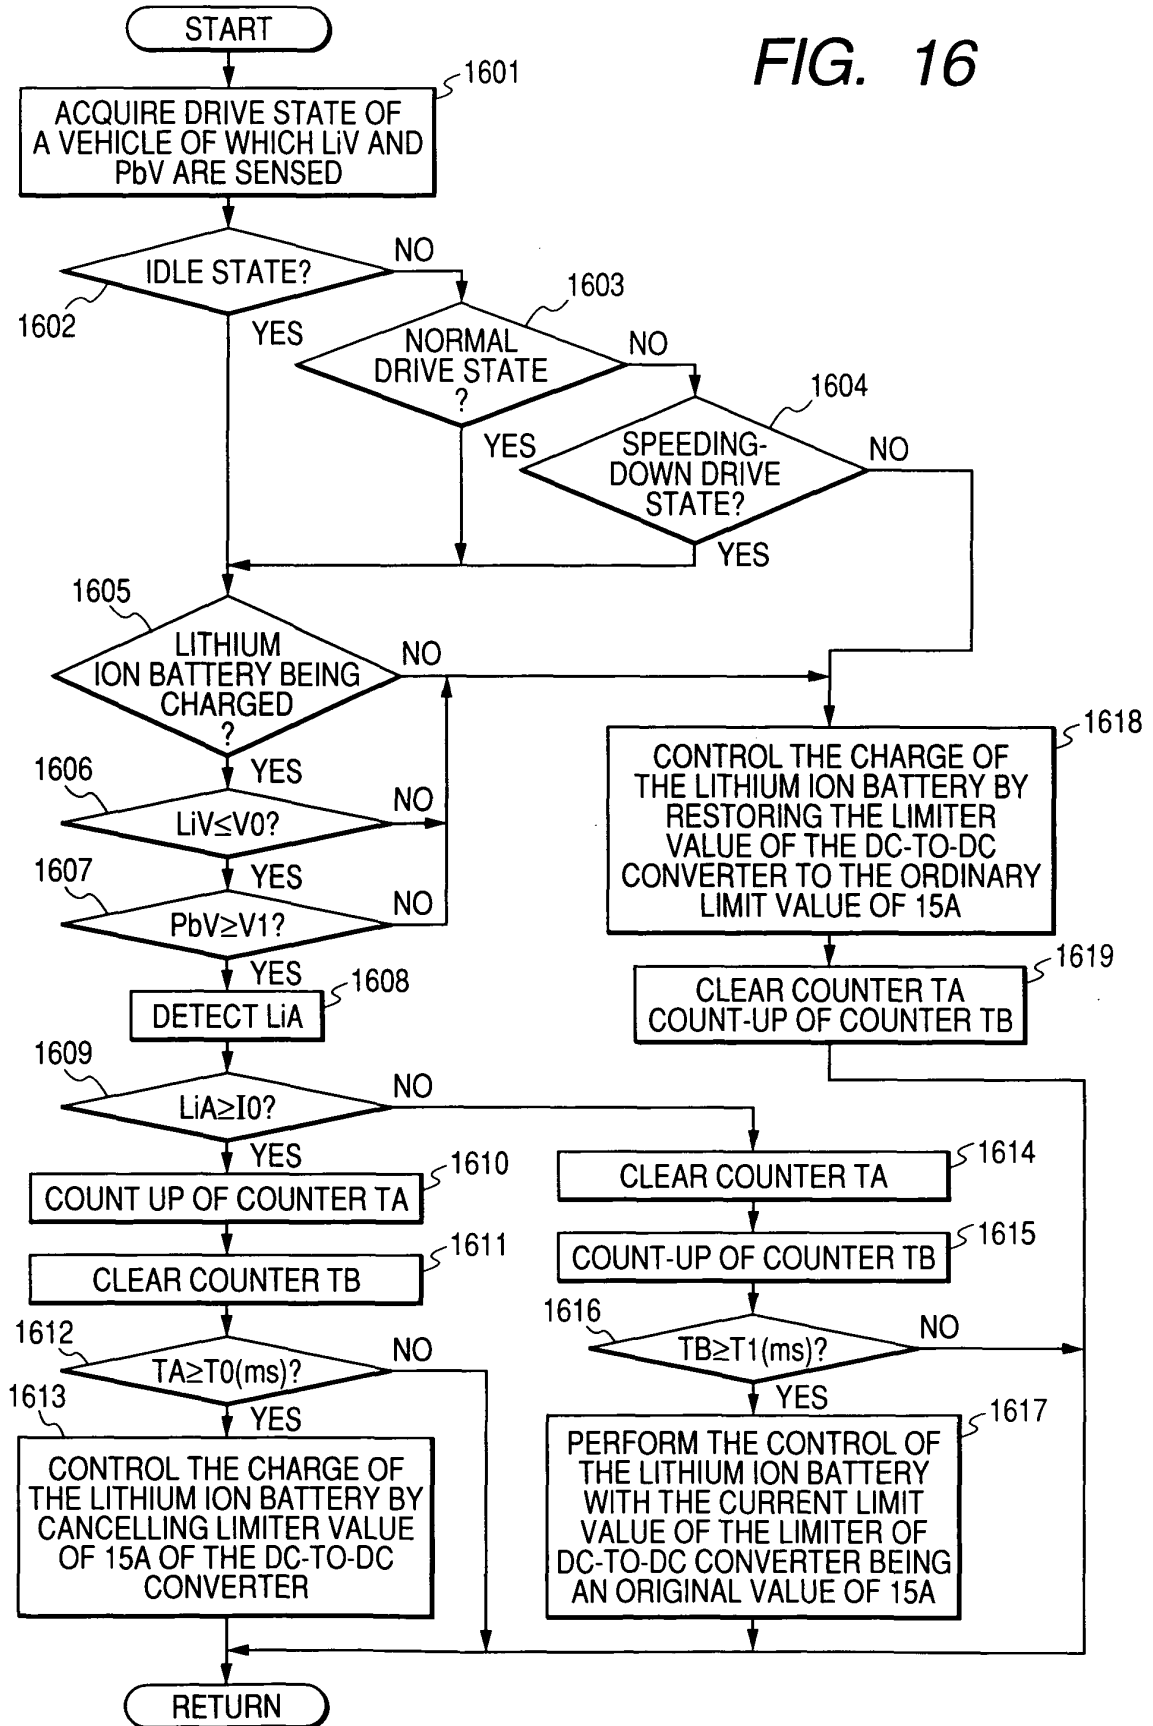 START
FIG. 16
1601
ACQUIRE DRIVE STATE OF
A VEHICLE OF WHICH LiV AND
PbV ARE SENSED
IDLE STATE?
NO
1602
YES
1603
NORMAL
DRIVE STATE
?
NO
YES
1604
SPEEDING-
DOWN DRIVE
STATE?
NO
YES
1605
LITHIUM
ION BATTERY BEING
CHARGED
?
NO
YES
1606
LiV≤V0?
NO
YES
1607
PbV≥V1?
NO
YES
1608
DETECT LiA
1609
LiA≥I0?
NO
YES
1610
COUNT UP OF COUNTER TA
1611
CLEAR COUNTER TB
1612
TA≥T0(ms)?
NO
YES
1613
CONTROL THE CHARGE OF
THE LITHIUM ION BATTERY BY
CANCELLING LIMITER VALUE
OF 15A OF THE DC-TO-DC
CONVERTER
1614
CLEAR COUNTER TA
1615
COUNT-UP OF COUNTER TB
1616
TB≥T1(ms)?
NO
YES
1617
PERFORM THE CONTROL OF
THE LITHIUM ION BATTERY
WITH THE CURRENT LIMIT
VALUE OF THE LIMITER OF
DC-TO-DC CONVERTER BEING
AN ORIGINAL VALUE OF 15A
1618
CONTROL THE CHARGE OF
THE LITHIUM ION BATTERY BY
RESTORING THE LIMITER
VALUE OF THE DC-TO-DC
CONVERTER TO THE ORDINARY
LIMIT VALUE OF 15A
1619
CLEAR COUNTER TA
COUNT-UP OF COUNTER TB
RETURN